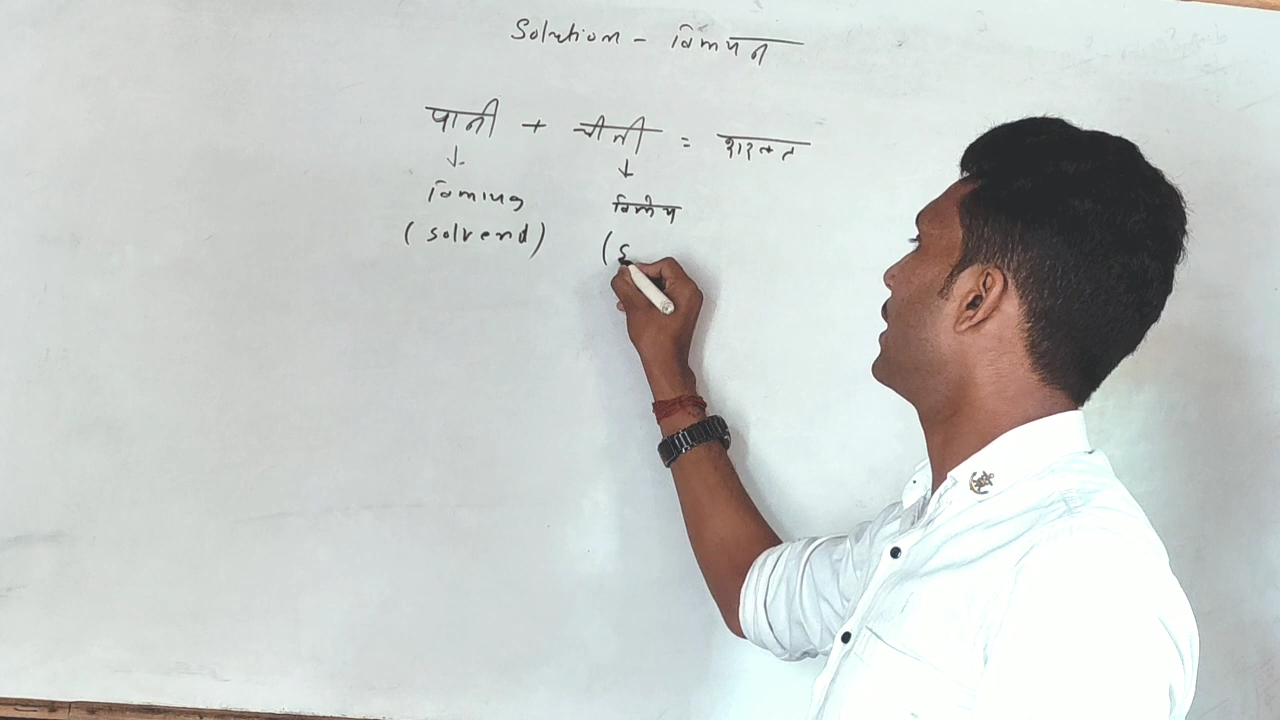 Solution - विलयन
पानी + चीनी = शरबत
↓ ↓
विलायक विलेय
(solvend) (s